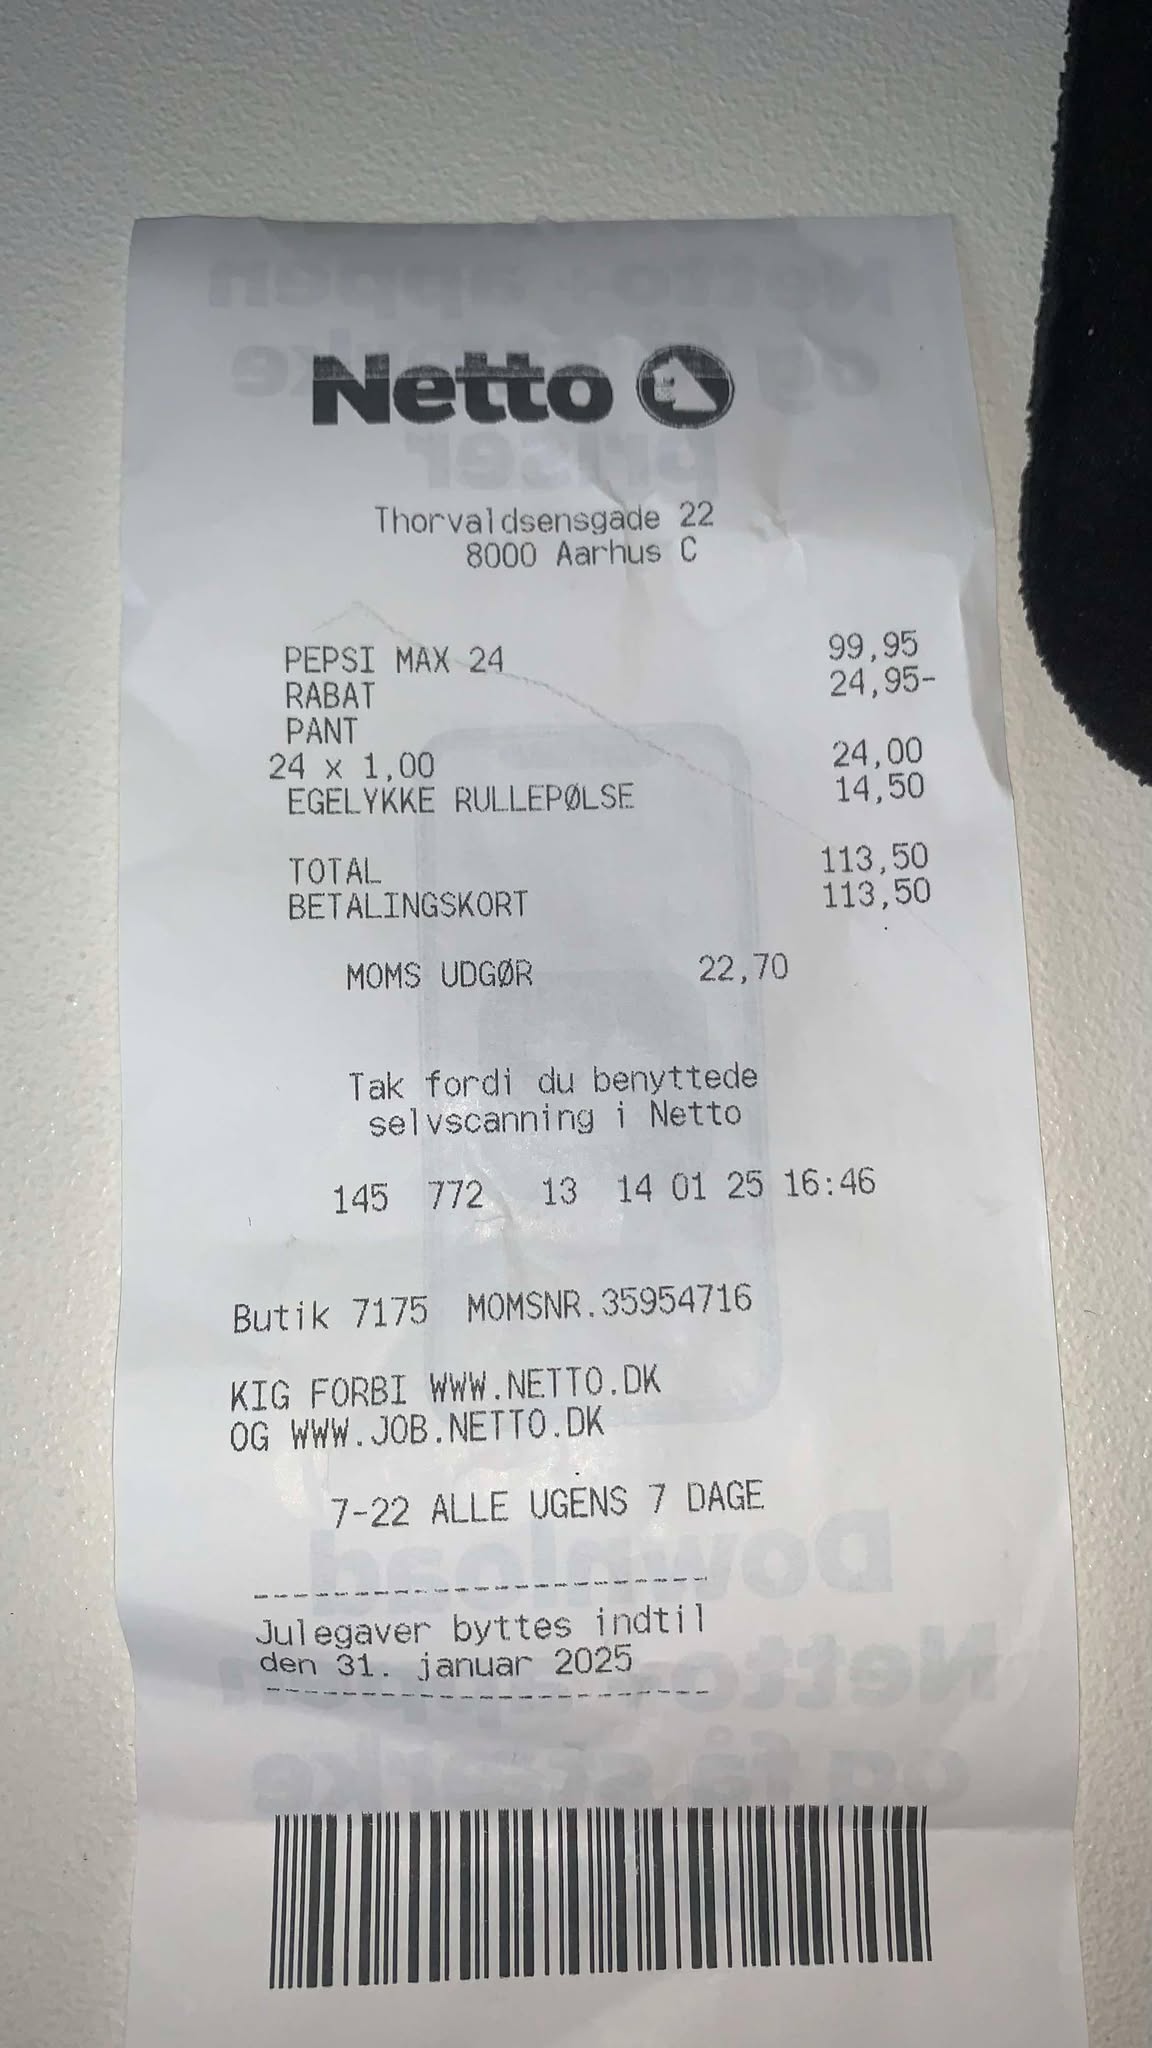 Netto
Thorvaldsensgade 22
8000 Aarhus C
PEPSI MAX 24 99,95
RABAT 24,95-
PANT
24 x 1,00 24,00
EGELYKKE RULLEPØLSE 14,50
TOTAL 113,50
BETALINGSKORT 113,50
MOMS UDGØR 22,70
Tak fordi du benyttede
selvscanning i Netto
145 772 13 14 01 25 16:46
Butik 7175 MOMSNR.35954716
KIG FORBI WWW.NETTO.DK
OG WWW.JOB.NETTO.DK
7-22 ALLE UGENS 7 DAGE
Julegaver byttes indtil
den 31. januar 2025